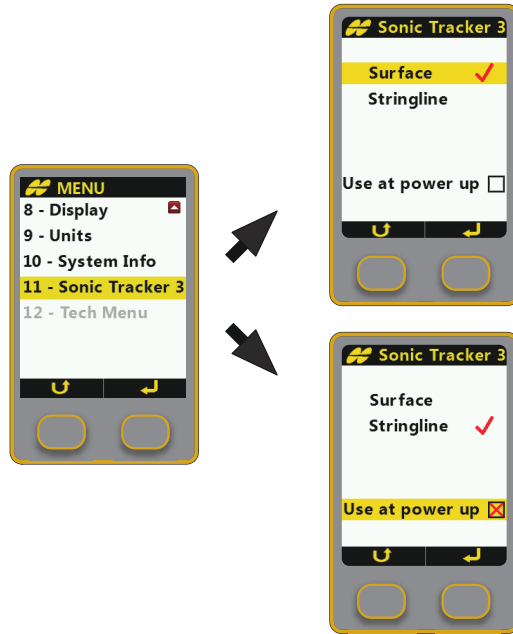 MENU
8 - Display
9 - Units
10 - System Info
11 - Sonic Tracker 3
12 - Tech Menu
Sonic Tracker 3
Surface
Stringline
Use at power up
Sonic Tracker 3
Surface
Stringline
Use at power up